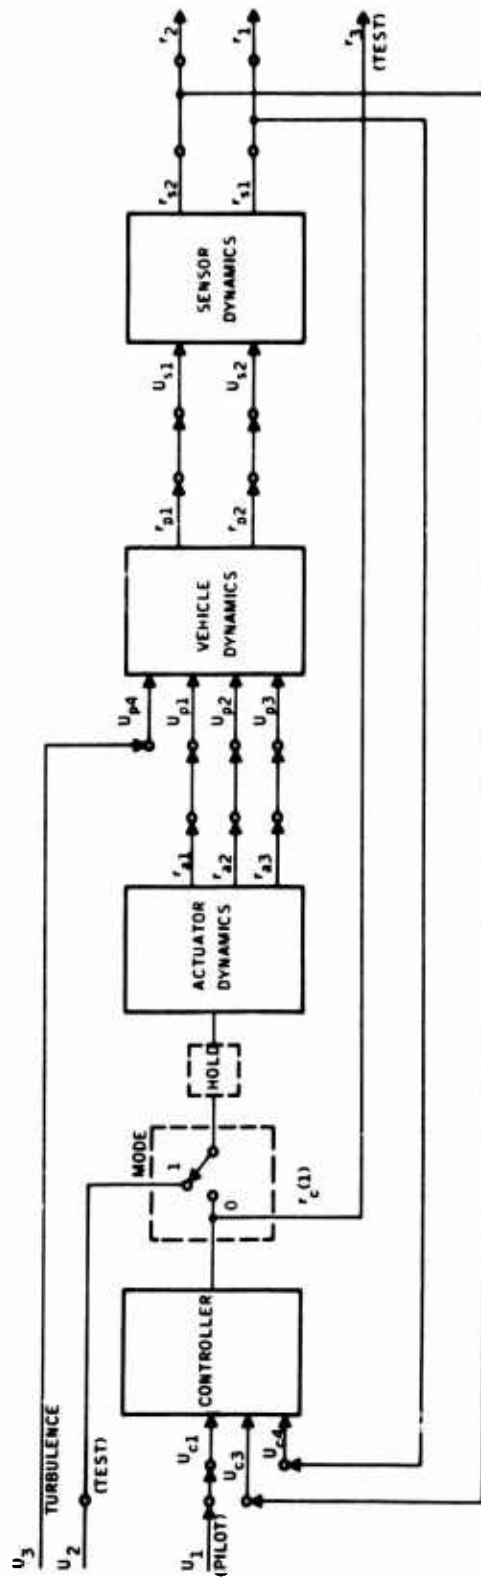 U3
TURBULENCE
U2
(TEST)
U1
(PILOT)
Uc1
Uc3
Uc4
CONTROLLER
MODE
1
0
rc(1)
HOLD
ACTUATOR
DYNAMICS
ra1
ra2
ra3
Up4
Up1
Up2
Up3
VEHICLE
DYNAMICS
rp1
rp2
Us1
Us2
SENSOR
DYNAMICS
rs2
rs1
r2
r1
r3
(TEST)